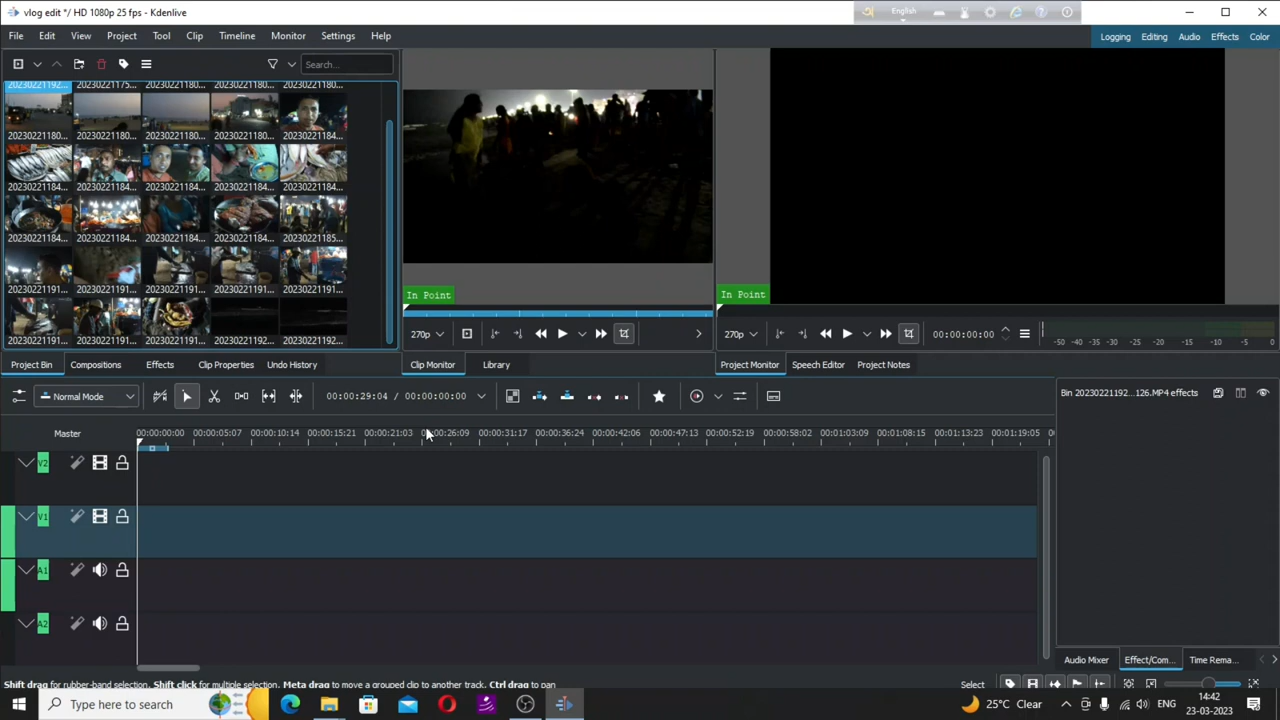 vlog edit */ HD 1080p 25 fps - Kdenlive
English
File Edit View Project Tool Clip Timeline Monitor Settings Help
Logging Editing Audio Effects Color
Search...
20230221192... 20230221175... 20230221180... 20230221180...
20230221180... 20230221180... 20230221180... 20230221180... 20230221184...
20230221184... 20230221184... 20230221184... 20230221184... 20230221184...
20230221184... 20230221184... 20230221184... 20230221184... 20230221185...
20230221191... 20230221191... 20230221191... 20230221191... 20230221191...
20230221191... 20230221191... 20230221191... 20230221192... 20230221192...
In Point
In Point
270p
270p
00:00:00:00
-50 -40 -30 -20 -10 0
Project Bin Compositions Effects Clip Properties Undo History
Clip Monitor Library
Project Monitor Speech Editor Project Notes
Normal Mode
00:00:29:04 / 00:00:00:00
Bin 20230221192...126.MP4 effects
Master
00:00:00:00 00:00:05:07 00:00:10:14 00:00:15:21 00:00:21:03 00:00:26:09 00:00:31:17 00:00:36:24 00:00:42:06 00:00:47:13 00:00:52:19 00:00:58:02 00:01:03:09 00:01:08:15 00:01:13:23 00:01:19:05
V2
V1
A1
A2
Audio Mixer Effect/Com... Time Rema...
Shift drag for rubber-band selection, Shift click for multiple selection, Meta drag to move a grouped clip to another track, Ctrl drag to pan
Select
Type here to search
25°C Clear
ENG
14:42
23-03-2023